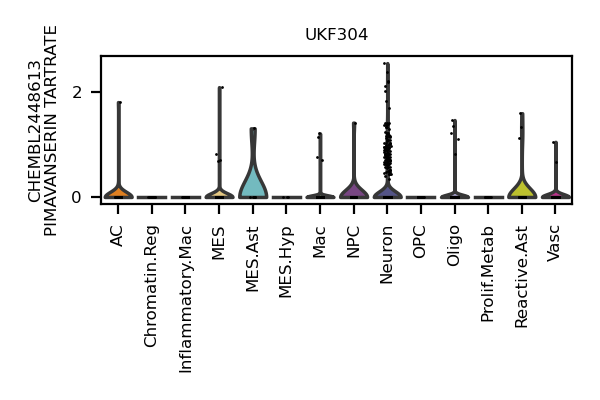 UKF304
CHEMBL2448613
PIMAVANSERIN TARTRATE
2
0
AC
Chromatin.Reg
Inflammatory.Mac
MES
MES.Ast
MES.Hyp
Mac
NPC
Neuron
OPC
Oligo
Prolif.Metab
Reactive.Ast
Vasc